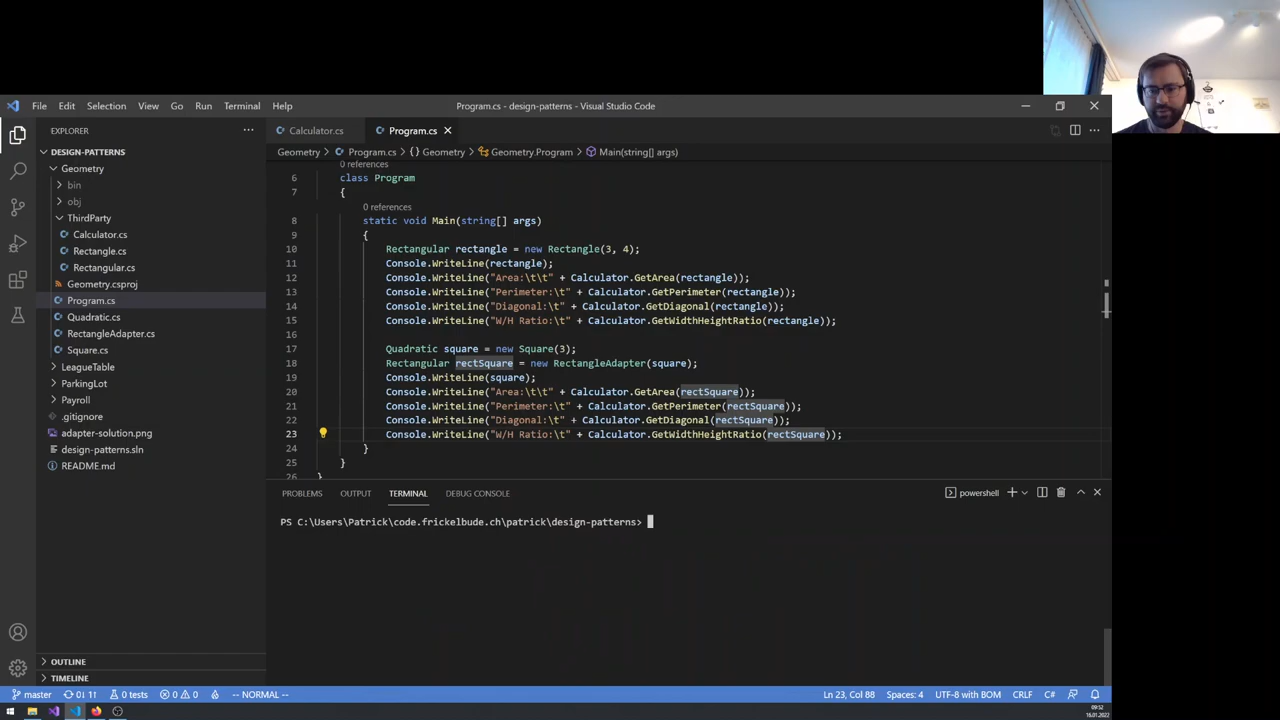 File Edit Selection View Go Run Terminal Help
Program.cs - design-patterns - Visual Studio Code
EXPLORER
DESIGN-PATTERNS
Geometry
bin
obj
ThirdParty
Calculator.cs
Rectangle.cs
Rectangular.cs
Geometry.csproj
Program.cs
Quadratic.cs
RectangleAdapter.cs
Square.cs
LeagueTable
ParkingLot
Payroll
.gitignore
adapter-solution.png
design-patterns.sln
README.md
OUTLINE
TIMELINE
Calculator.cs
Program.cs
Geometry > Program.cs > {} Geometry > Geometry.Program > Main(string[] args)
0 references
6 class Program
7 {
0 references
8 static void Main(string[] args)
9 {
10 Rectangular rectangle = new Rectangle(3, 4);
11 Console.WriteLine(rectangle);
12 Console.WriteLine("Area:\t\t" + Calculator.GetArea(rectangle));
13 Console.WriteLine("Perimeter:\t" + Calculator.GetPerimeter(rectangle));
14 Console.WriteLine("Diagonal:\t" + Calculator.GetDiagonal(rectangle));
15 Console.WriteLine("W/H Ratio:\t" + Calculator.GetWidthHeightRatio(rectangle));
16
17 Quadratic square = new Square(3);
18 Rectangular rectSquare = new RectangleAdapter(square);
19 Console.WriteLine(square);
20 Console.WriteLine("Area:\t\t" + Calculator.GetArea(rectSquare));
21 Console.WriteLine("Perimeter:\t" + Calculator.GetPerimeter(rectSquare));
22 Console.WriteLine("Diagonal:\t" + Calculator.GetDiagonal(rectSquare));
23 Console.WriteLine("W/H Ratio:\t" + Calculator.GetWidthHeightRatio(rectSquare));
24 }
25 }
26 }
PROBLEMS OUTPUT TERMINAL DEBUG CONSOLE
powershell
PS C:\Users\Patrick\code.frickelbude.ch\patrick\design-patterns>
master 0↓ 1↑ 0 tests 0 0 -- NORMAL --
Ln 23, Col 88 Spaces: 4 UTF-8 with BOM CRLF C#
09:52
16.01.2022